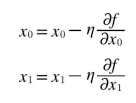 x₀ = x₀ − η ∂f/∂x₀
x₁ = x₁ − η ∂f/∂x₁